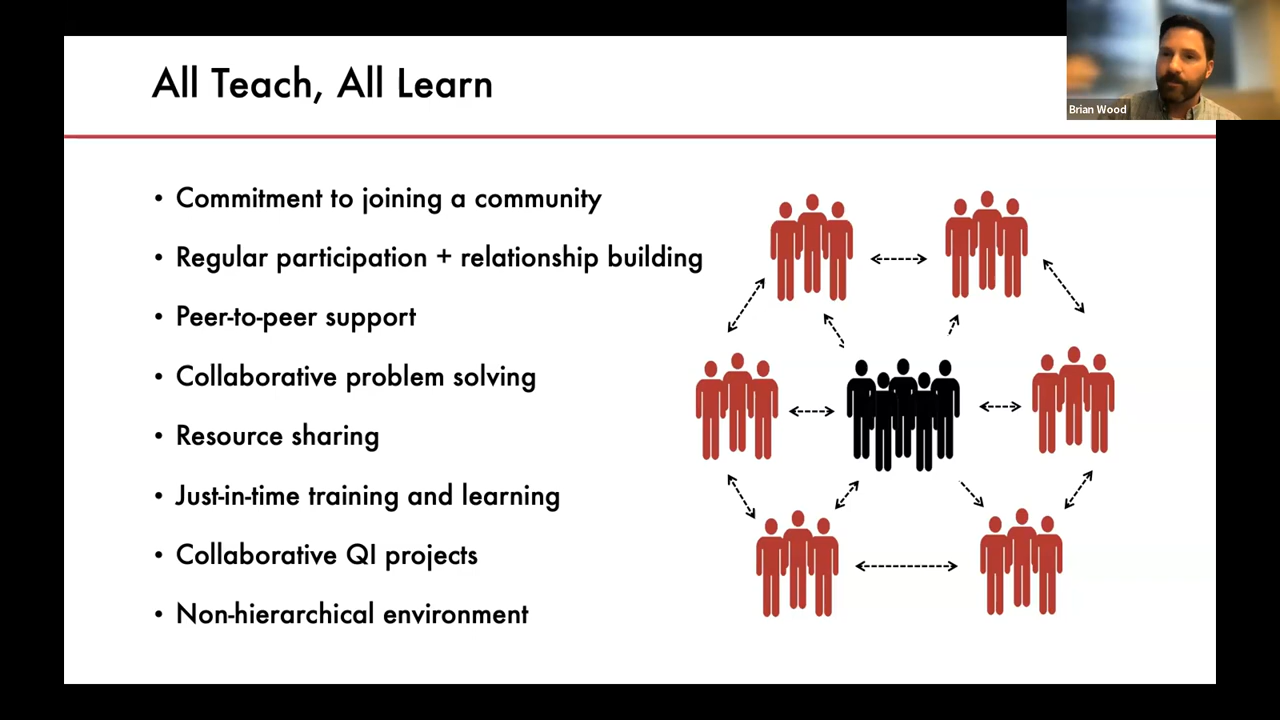 All Teach, All Learn
Brian Wood
• Commitment to joining a community
• Regular participation + relationship building
• Peer-to-peer support
• Collaborative problem solving
• Resource sharing
• Just-in-time training and learning
• Collaborative QI projects
• Non-hierarchical environment